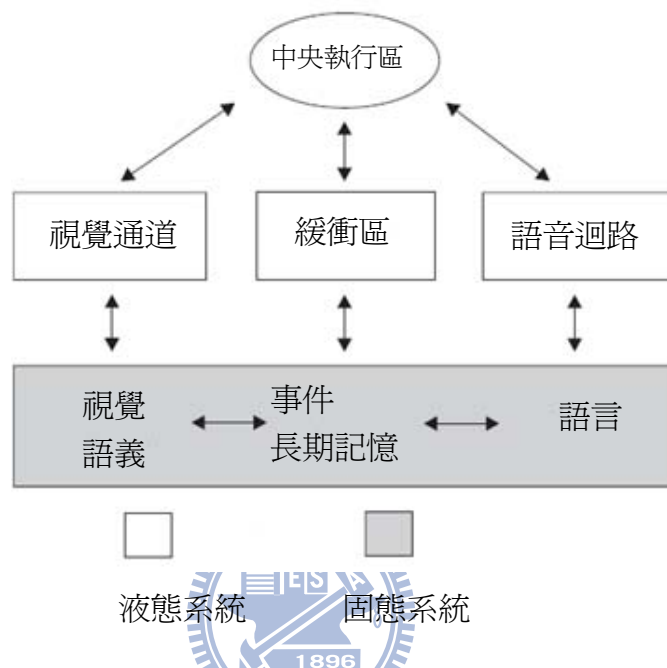 中央執行區
視覺通道
緩衝區
語音迴路
視覺
語義
事件
長期記憶
語言
液態系統
固態系統
ES
A
1896